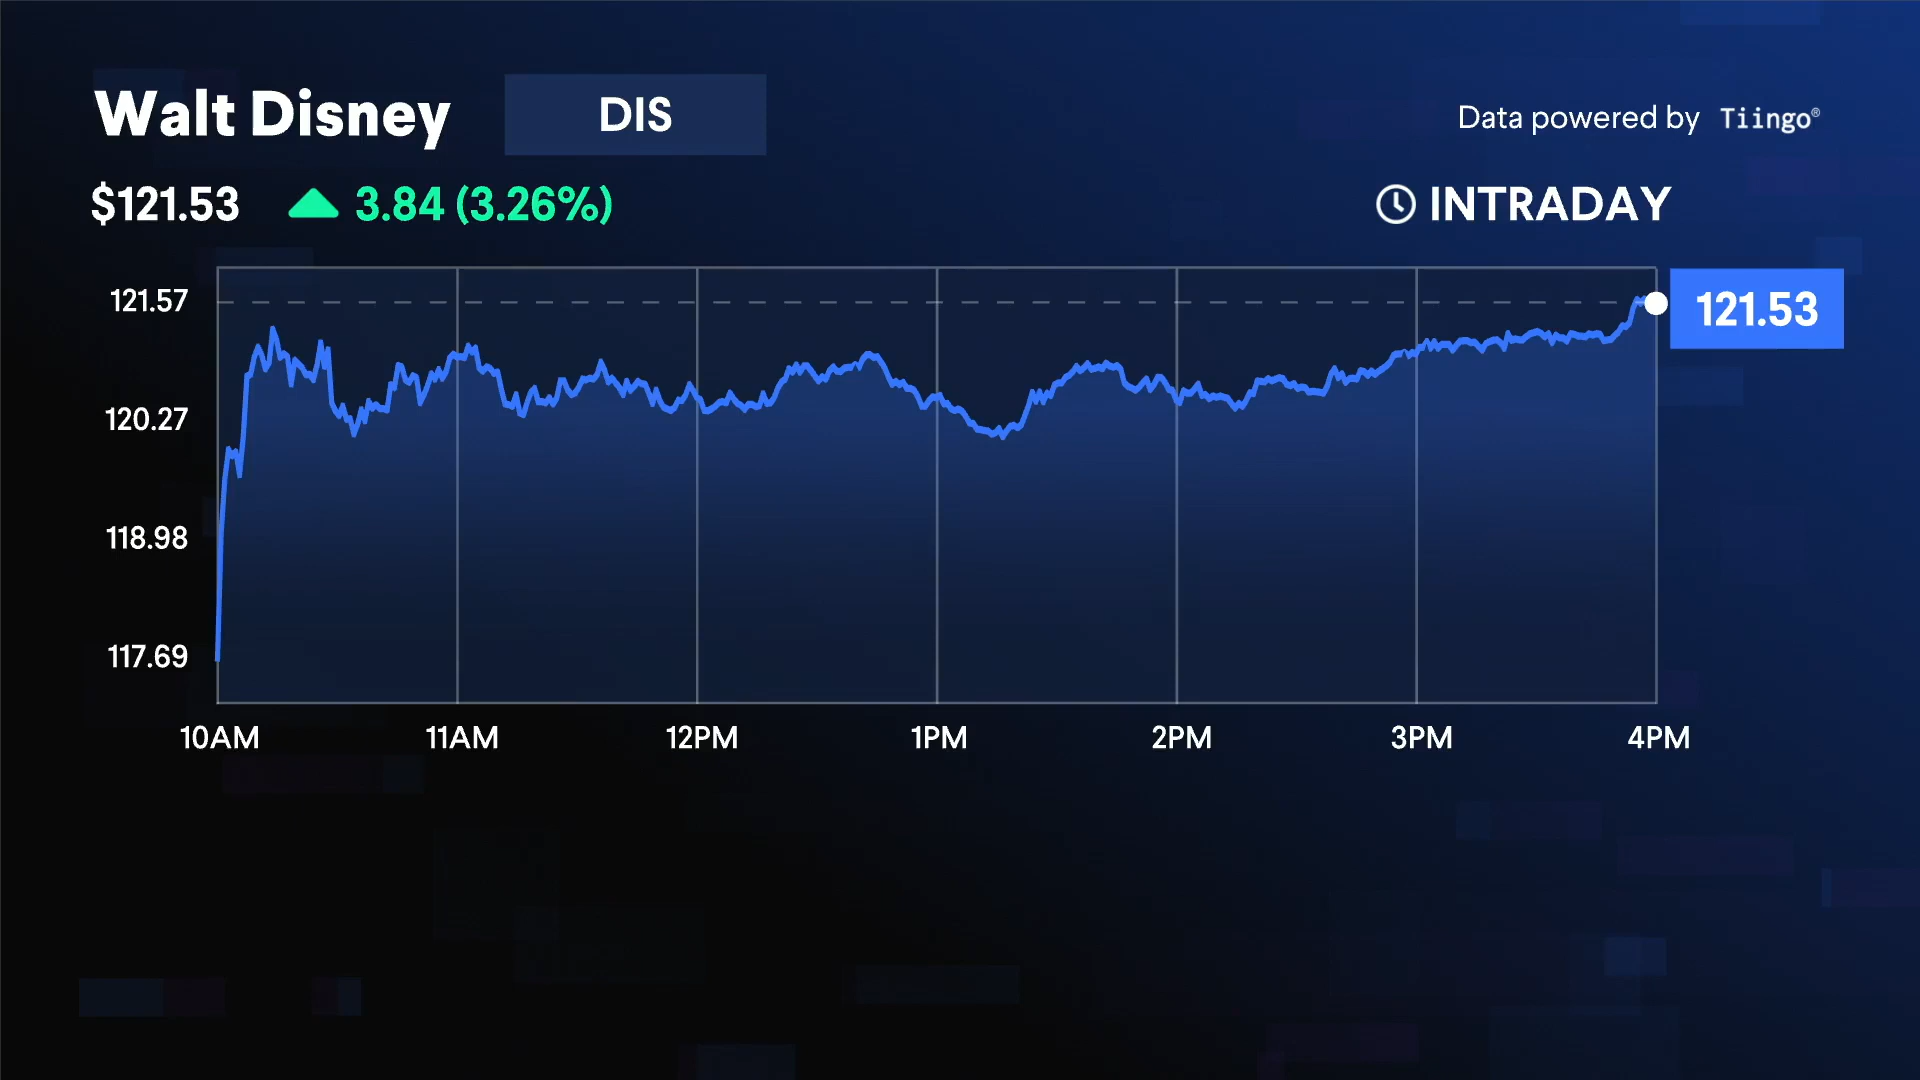 Walt Disney DIS
Data powered by Tiingo®
$121.53 3.84 (3.26%)
INTRADAY
121.57
121.53
120.27
118.98
117.69
10AM 11AM 12PM 1PM 2PM 3PM 4PM